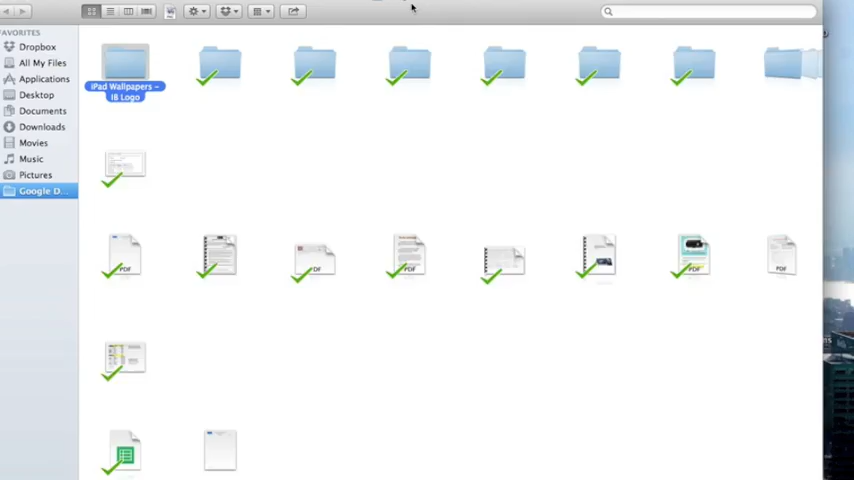 FAVORITES
Dropbox
All My Files
Applications
Desktop
Documents
Downloads
Movies
Music
Pictures
Google D...
iPad Wallpapers –
IB Logo
PDF
PDF
PDF
PDF